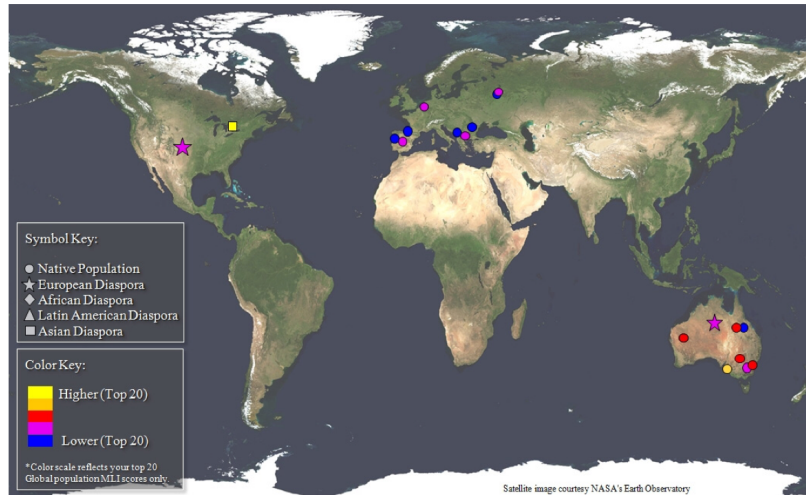 Symbol Key:
Native Population
European Diaspora
African Diaspora
Latin American Diaspora
Asian Diaspora
Color Key:
Higher (Top 20)
Lower (Top 20)
*Color scale reflects your top 20
Global population MLI scores only.
Satellite image courtesy NASA's Earth Observatory